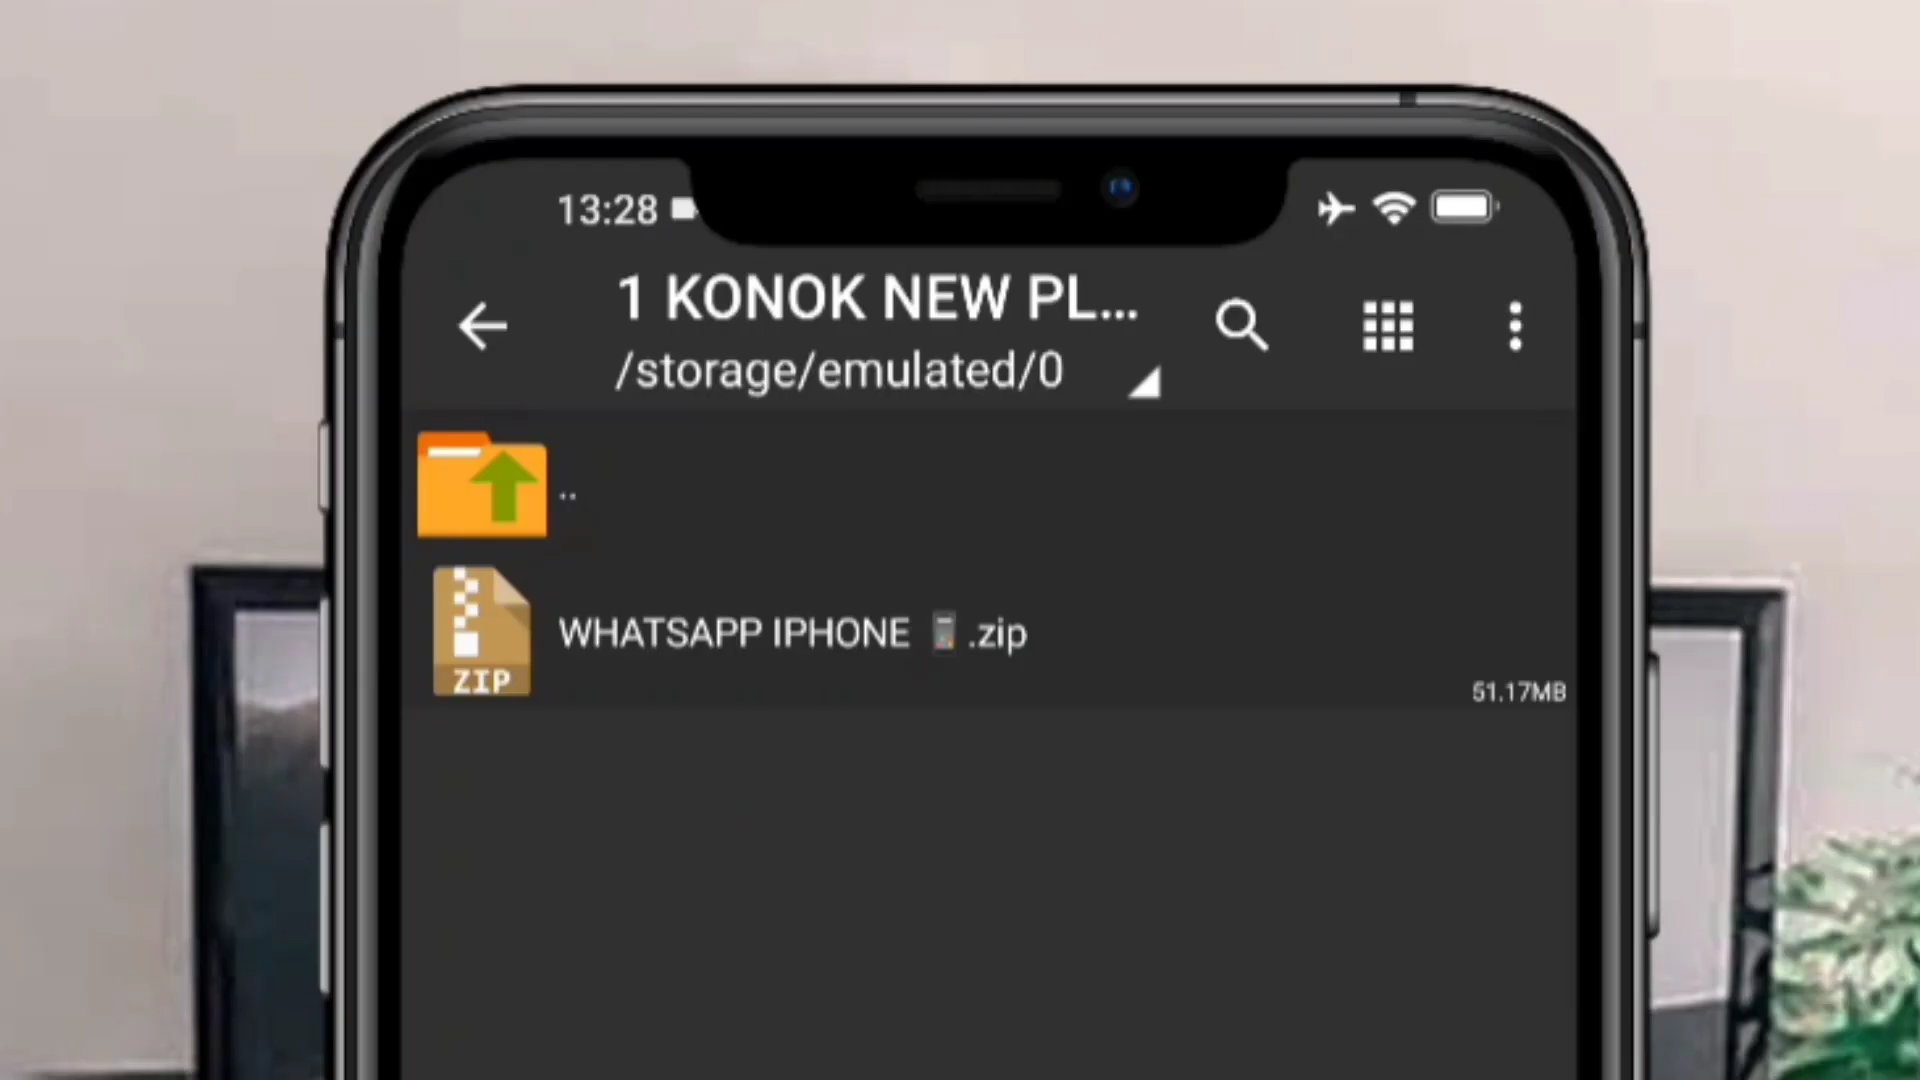 13:28
1 KONOK NEW PL...
/storage/emulated/0
..
WHATSAPP IPHONE 📱 .zip
ZIP
51.17MB